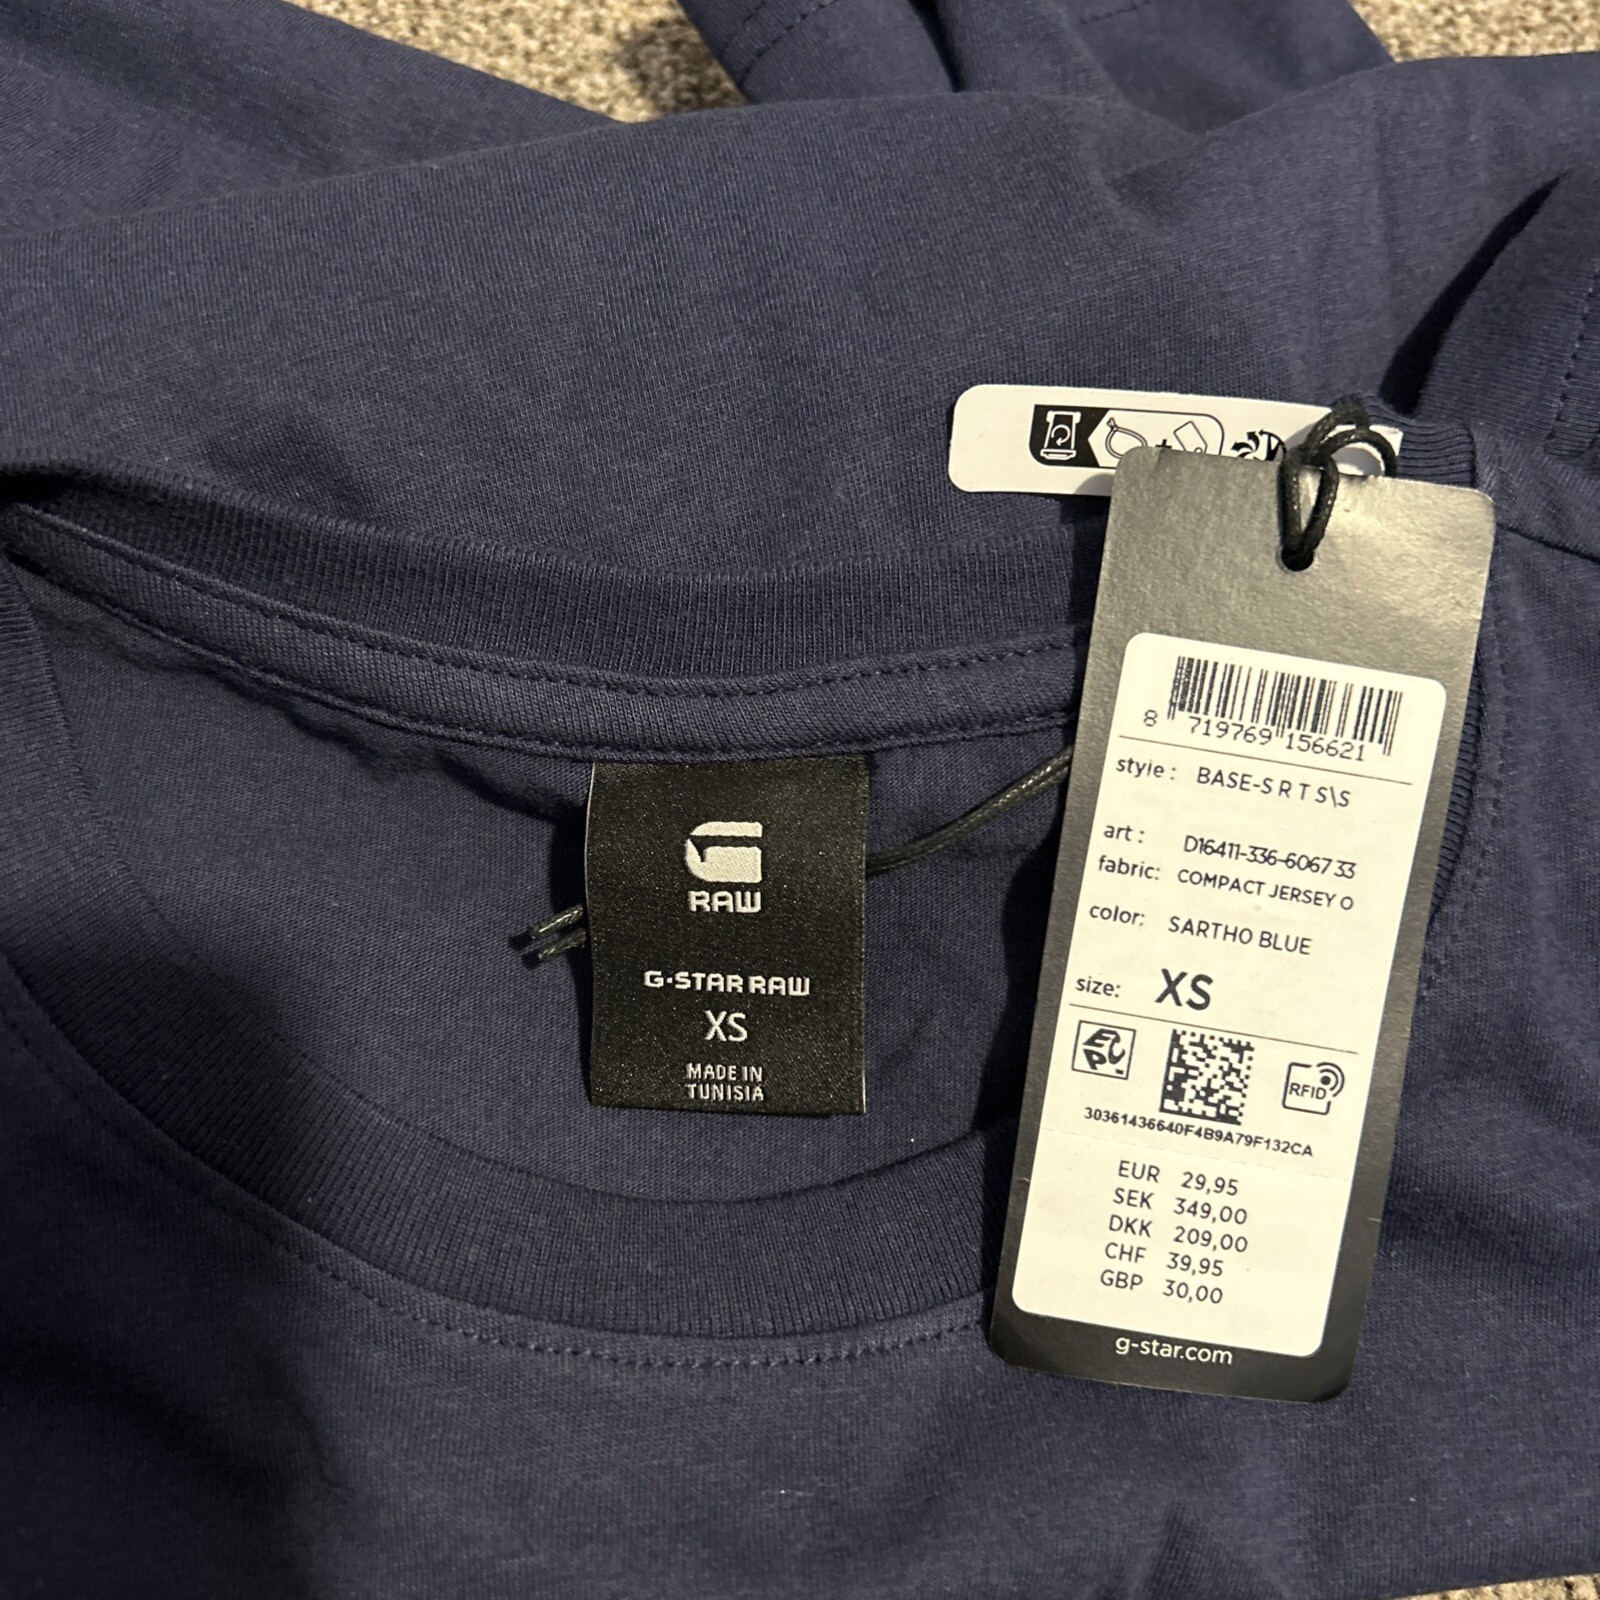 RAW
G-STAR RAW
XS
MADE IN
TUNISIA
8 719769 156621
style : BASE-S R T S\S
art : D16411-336-6067 33
fabric: COMPACT JERSEY O
color: SARTHO BLUE
size: XS
EPC
RFID
30361436640F4B9A79F132CA
EUR 29,95
SEK 349,00
DKK 209,00
CHF 39,95
GBP 30,00
g-star.com